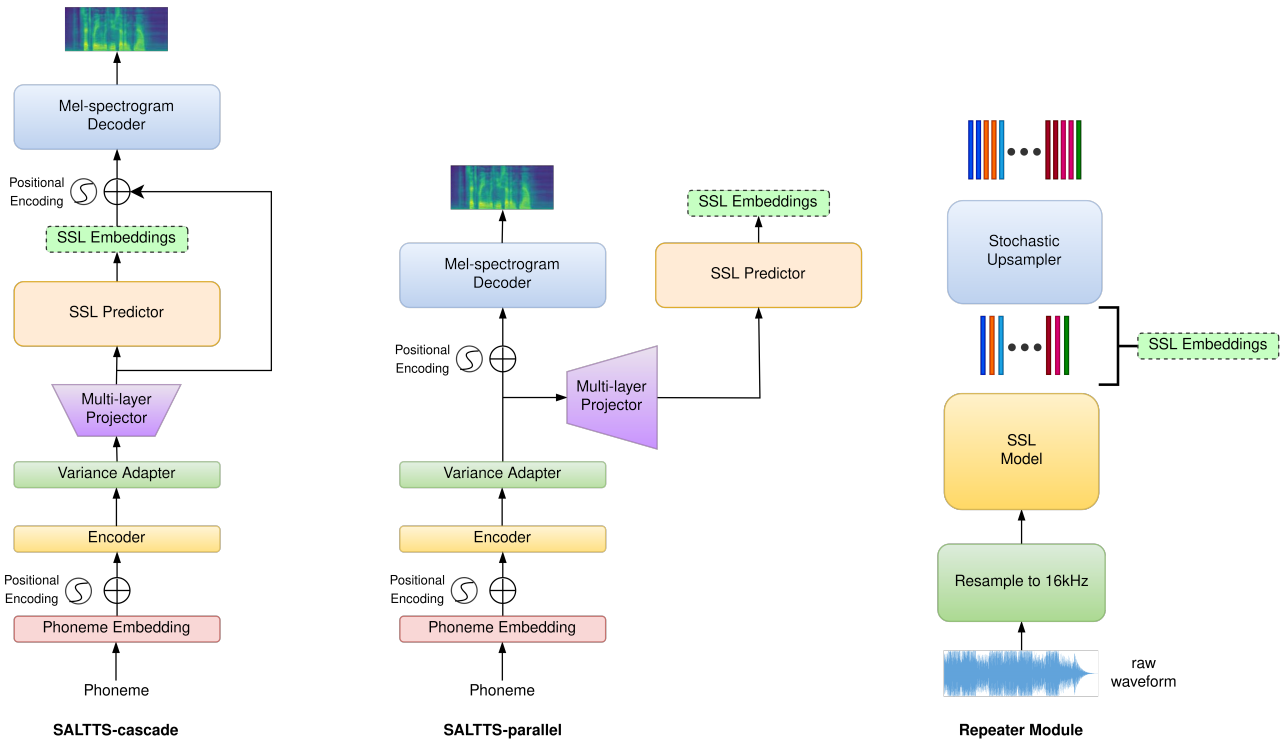 Mel-spectrogram
Decoder
Positional
Encoding
SSL Embeddings
SSL Predictor
Multi-layer
Projector
Variance Adapter
Encoder
Positional
Encoding
Phoneme Embedding
Phoneme
SALTTS-cascade
SSL Embeddings
Mel-spectrogram
Decoder
SSL Predictor
Positional
Encoding
Multi-layer
Projector
Variance Adapter
Encoder
Positional
Encoding
Phoneme Embedding
Phoneme
SALTTS-parallel
Stochastic
Upsampler
SSL Embeddings
SSL
Model
Resample to 16kHz
raw
waveform
Repeater Module